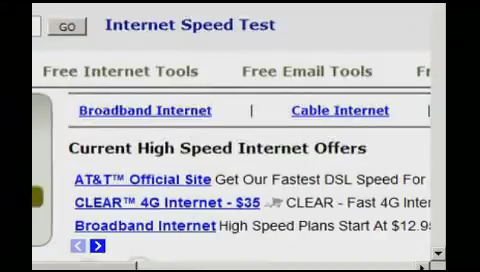 GO Internet Speed Test
Free Internet Tools Free Email Tools Fr
Broadband Internet | Cable Internet |
Current High Speed Internet Offers
AT&T™ Official Site Get Our Fastest DSL Speed For
CLEAR™ 4G Internet - $35 CLEAR - Fast 4G Inter
Broadband Internet High Speed Plans Start At $12.95